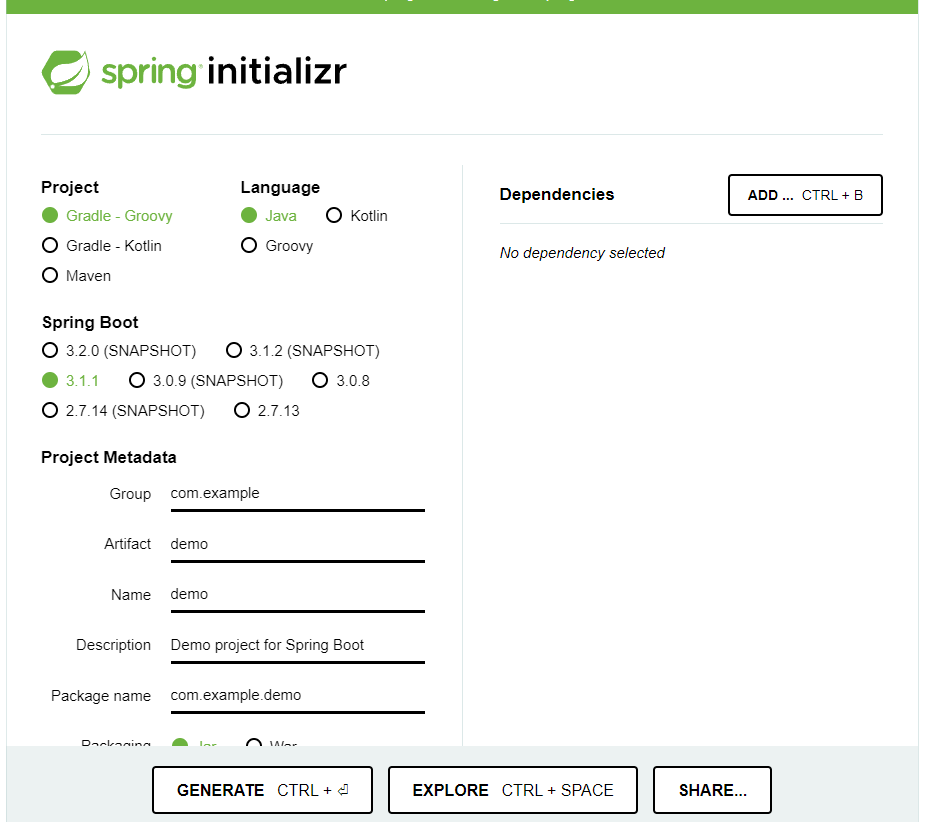 spring initializr
Project
Gradle - Groovy
Gradle - Kotlin
Maven
Language
Java Kotlin
Groovy
Spring Boot
3.2.0 (SNAPSHOT) 3.1.2 (SNAPSHOT)
3.1.1 3.0.9 (SNAPSHOT) 3.0.8
2.7.14 (SNAPSHOT) 2.7.13
Project Metadata
Group com.example
Artifact demo
Name demo
Description Demo project for Spring Boot
Package name com.example.demo
Packaging Jar War
Dependencies
ADD ... CTRL + B
No dependency selected
GENERATE CTRL + ⏎
EXPLORE CTRL + SPACE
SHARE...